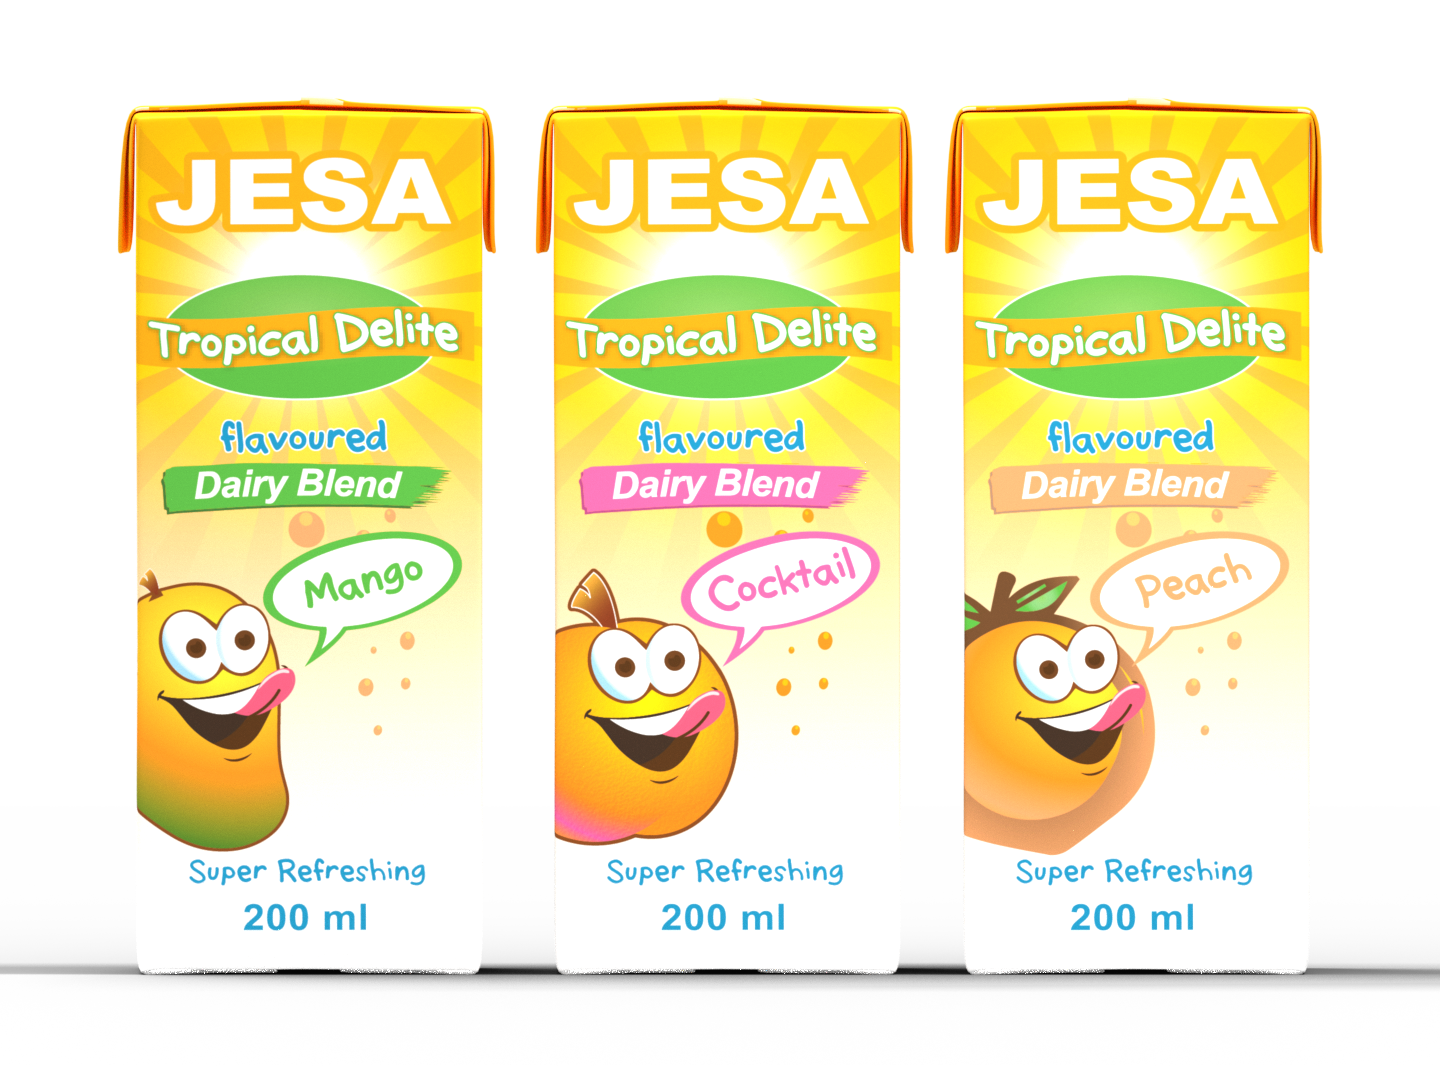 JESA
Tropical Delite
flavoured
Dairy Blend
Mango
Super Refreshing
200 ml
JESA
Tropical Delite
flavoured
Dairy Blend
Cocktail
Super Refreshing
200 ml
JESA
Tropical Delite
flavoured
Dairy Blend
Peach
Super Refreshing
200 ml